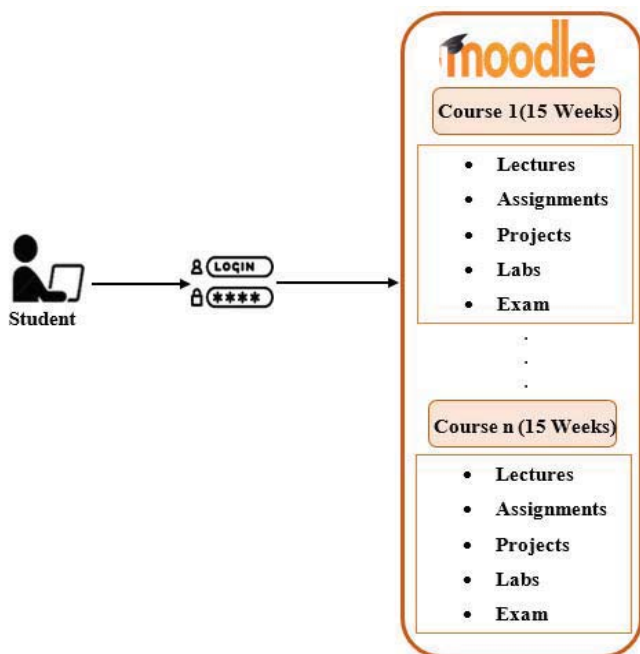 moodle
Course 1(15 Weeks)
• Lectures
• Assignments
• Projects
• Labs
• Exam
LOGIN
****
Student
.
.
.
Course n (15 Weeks)
• Lectures
• Assignments
• Projects
• Labs
• Exam